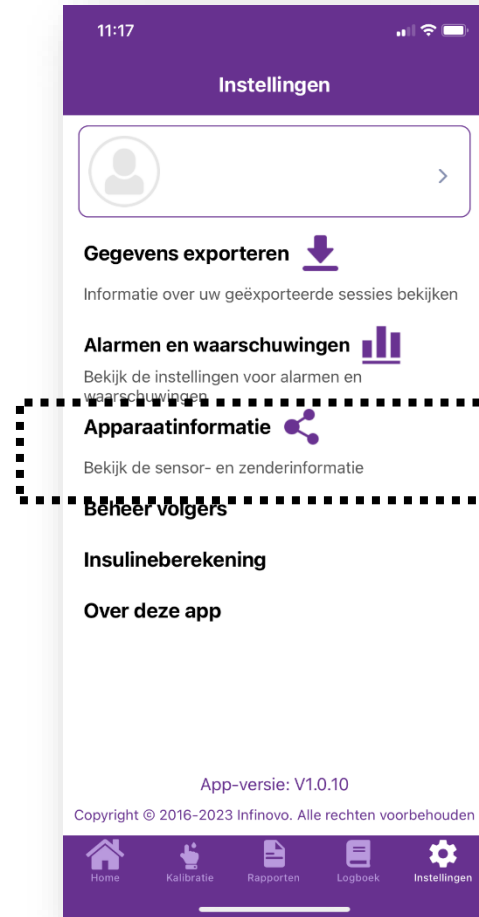 11:17
Instellingen
Gegevens exporteren
Informatie over uw geëxporteerde sessies bekijken
Alarmen en waarschuwingen
Bekijk de instellingen voor alarmen en
waarschuwingen
Apparaatinformatie
Bekijk de sensor- en zenderinformatie
Beheer volgers
Insulineberekening
Over deze app
App-versie: V1.0.10
Copyright © 2016-2023 Infinovo. Alle rechten voorbehouden
Home Kalibratie Rapporten Logboek Instellingen